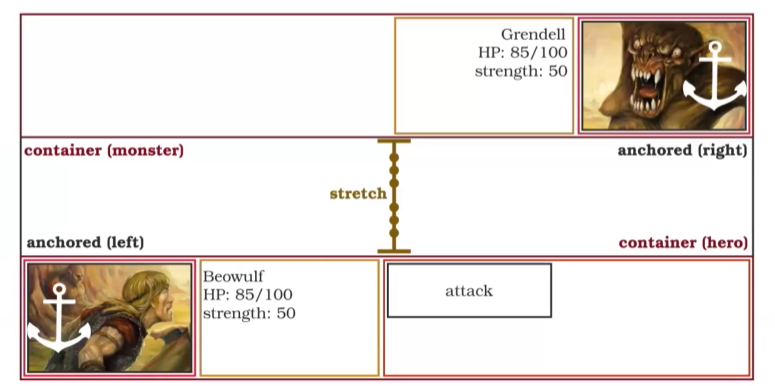 Grendell
HP: 85/100
strength: 50
container (monster)
anchored (right)
stretch
anchored (left)
container (hero)
Beowulf
HP: 85/100
strength: 50
attack